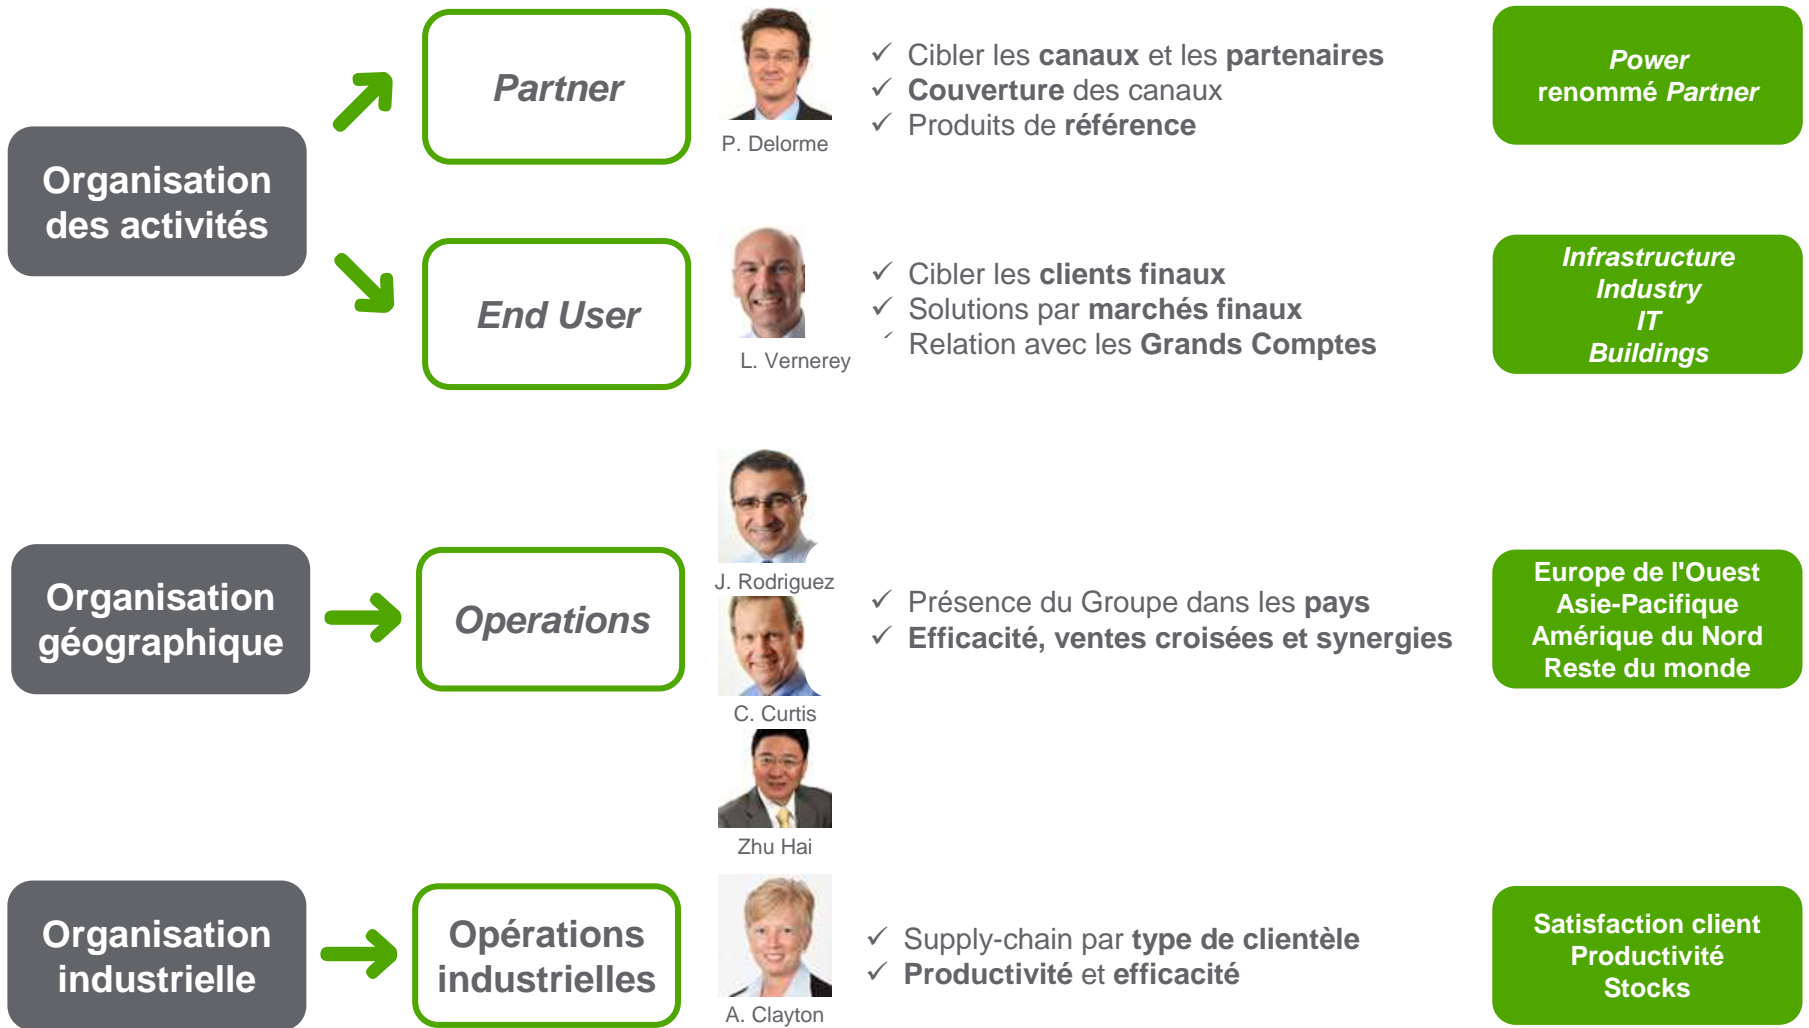 Organisation
des activités
Partner
P. Delorme
✓ Cibler les canaux et les partenaires
✓ Couverture des canaux
✓ Produits de référence
Power
renommé Partner
End User
L. Vernerey
✓ Cibler les clients finaux
✓ Solutions par marchés finaux
✓ Relation avec les Grands Comptes
Infrastructure
Industry
IT
Buildings
Organisation
géographique
Operations
J. Rodriguez
C. Curtis
Zhu Hai
✓ Présence du Groupe dans les pays
✓ Efficacité, ventes croisées et synergies
Europe de l'Ouest
Asie-Pacifique
Amérique du Nord
Reste du monde
Organisation
industrielle
Opérations
industrielles
A. Clayton
✓ Supply-chain par type de clientèle
✓ Productivité et efficacité
Satisfaction client
Productivité
Stocks